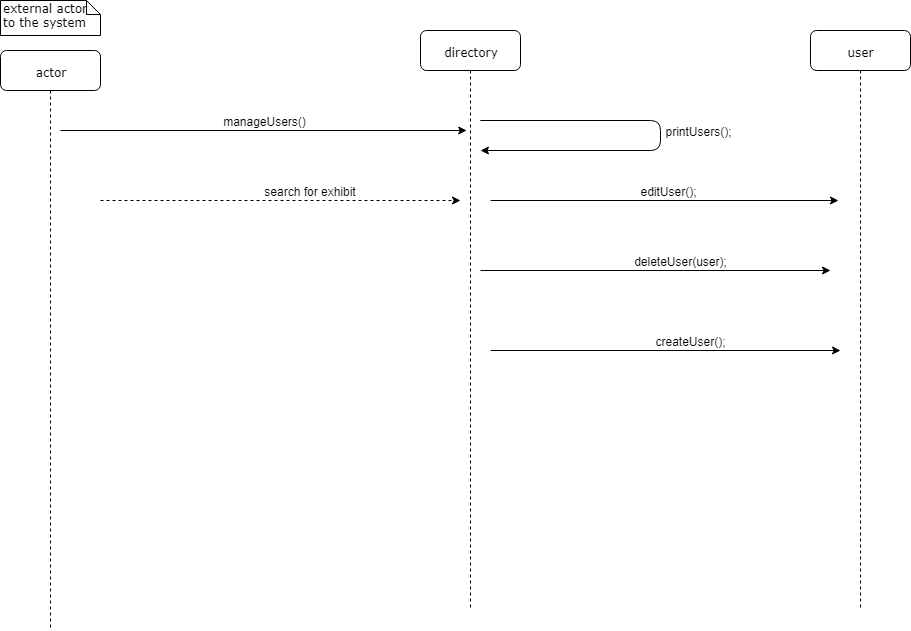 external actor
to the system
directory
user
actor
manageUsers()
printUsers();
search for exhibit
editUser();
deleteUser(user);
createUser();